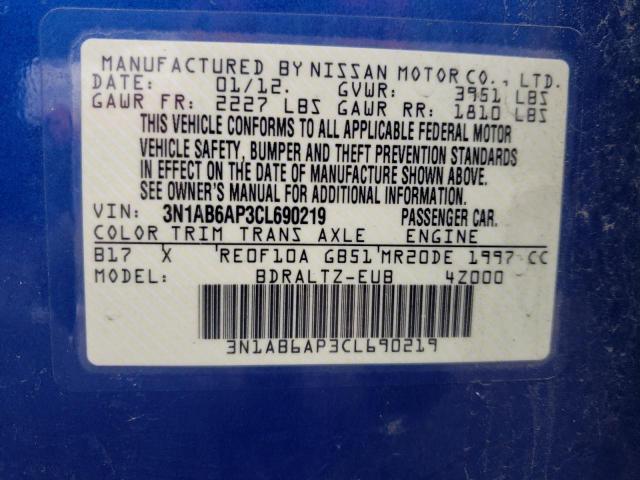 MANUFACTURED BY NISSAN MOTOR CO., LTD.
DATE: 01/12. GVWR: 3951 LBS
GAWR FR: 2227 LBS GAWR RR: 1810 LBS
THIS VEHICLE CONFORMS TO ALL APPLICABLE FEDERAL MOTOR
VEHICLE SAFETY, BUMPER AND THEFT PREVENTION STANDARDS
IN EFFECT ON THE DATE OF MANUFACTURE SHOWN ABOVE.
SEE OWNER'S MANUAL FOR ADDITIONAL INFORMATION.
VIN: 3N1AB6AP3CL690219 PASSENGER CAR.
COLOR TRIM TRANS AXLE ENGINE
B17 X RE0F10A GB51 MR20DE 1997 CC
MODEL: BDRALTZ-EUB 4Z000
3N1AB6AP3CL690219